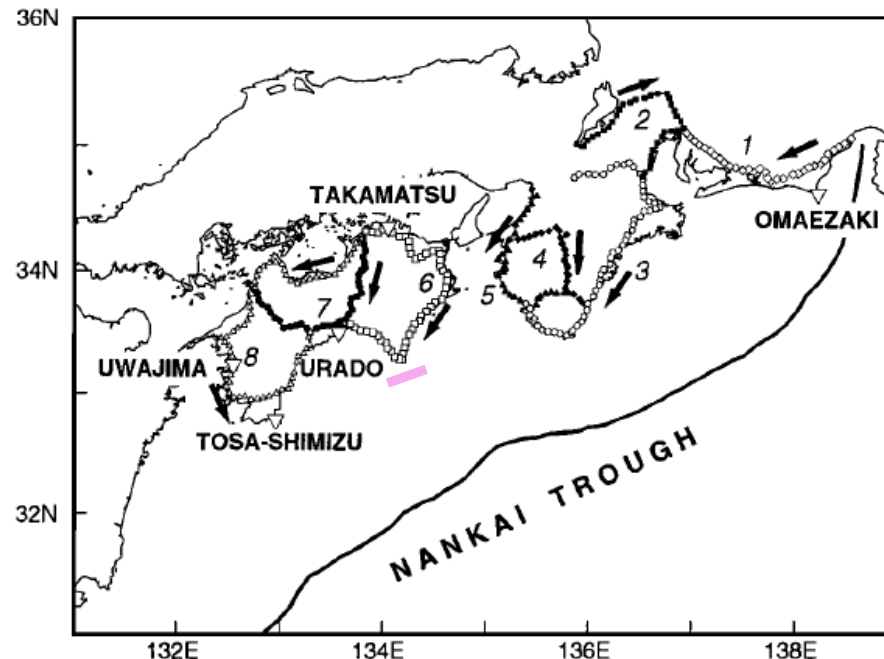 36N
2
1
TAKAMATSU
OMAEZAKI
34N
4
6
5
3
7
8
UWAJIMA
URADO
TOSA-SHIMIZU
NANKAI TROUGH
32N
132E
134E
136E
138E